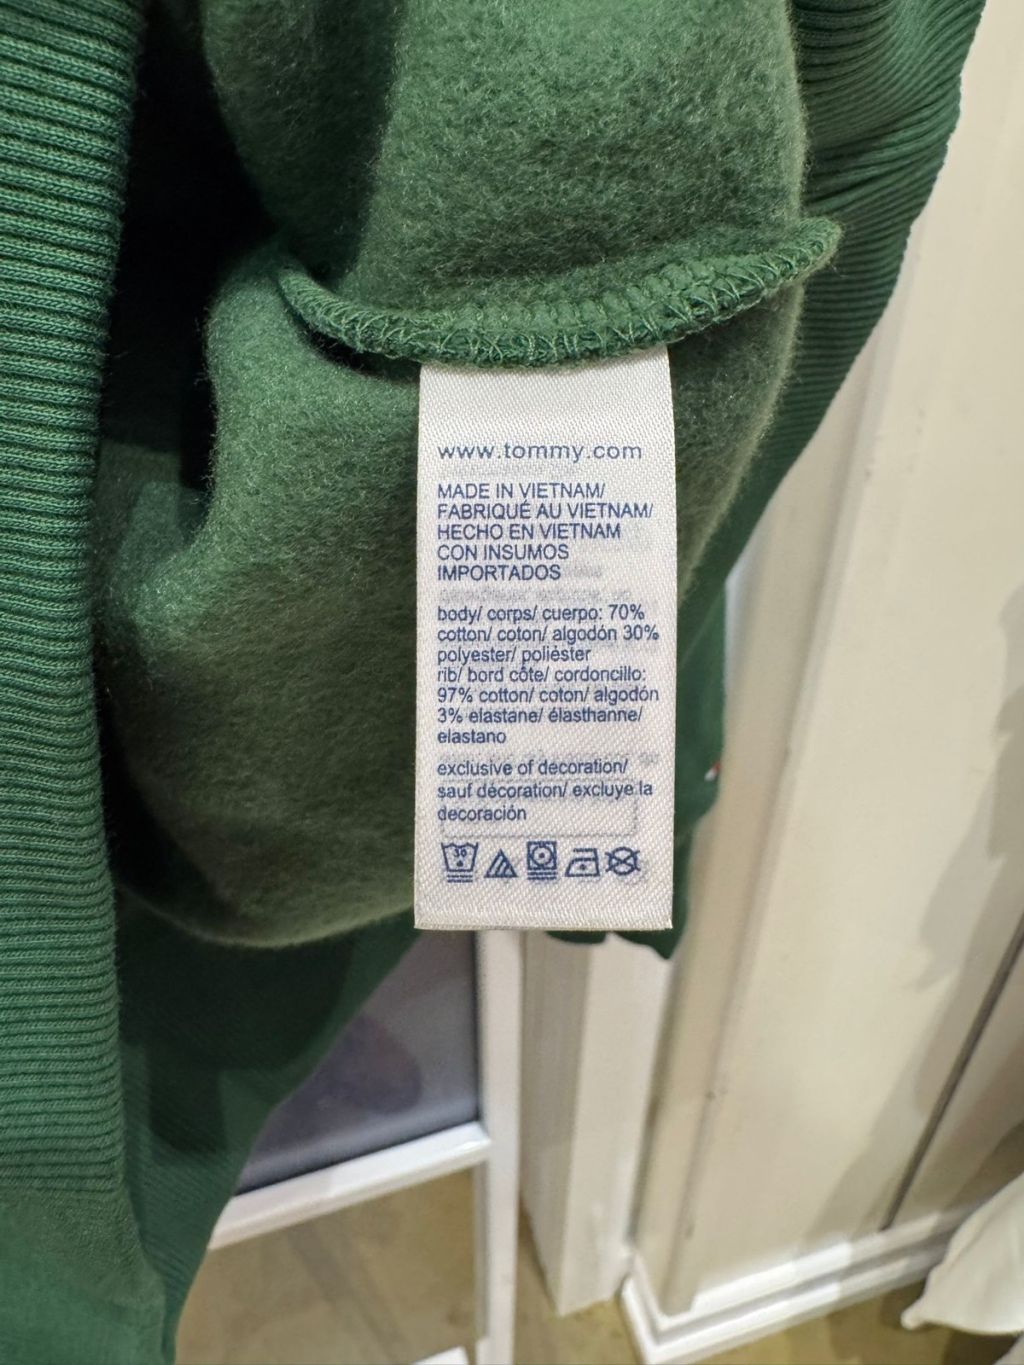 www.tommy.com
MADE IN VIETNAM/
FABRIQUÉ AU VIETNAM/
HECHO EN VIETNAM
CON INSUMOS
IMPORTADOS
body/ corps/ cuerpo: 70%
cotton/ coton/ algodón 30%
polyester/ poliéster
rib/ bord côte/ cordoncillo:
97% cotton/ coton/ algodón
3% elastane/ élasthanne/
elastano
exclusive of decoration/
sauf décoration/ excluye la
decoración
30